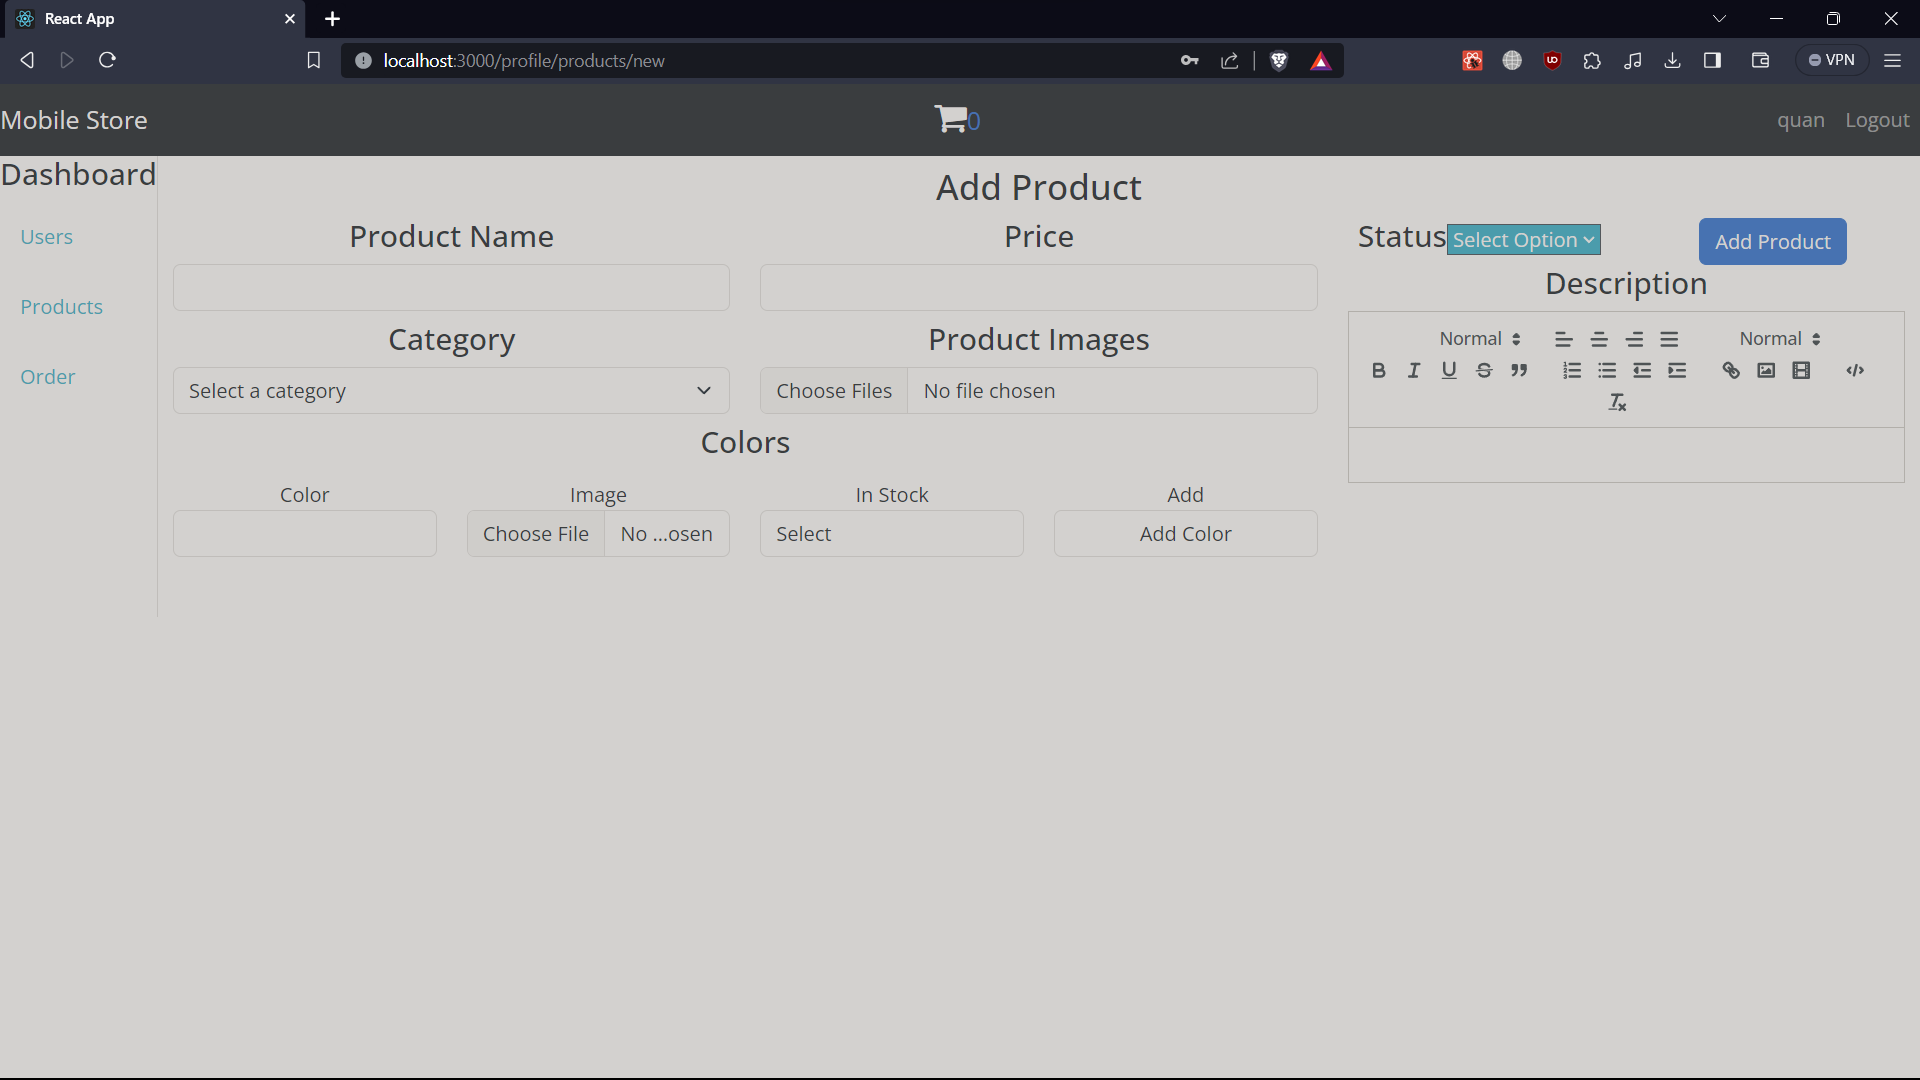 React App
localhost:3000/profile/products/new
VPN
Mobile Store
0
quan Logout
Dashboard
Users
Products
Order
Add Product
Product Name
Price
Status Select Option
Add Product
Description
Category
Product Images
Select a category
Choose Files No file chosen
Normal
Normal
Colors
Color
Image
In Stock
Add
Choose File No ...osen
Select
Add Color